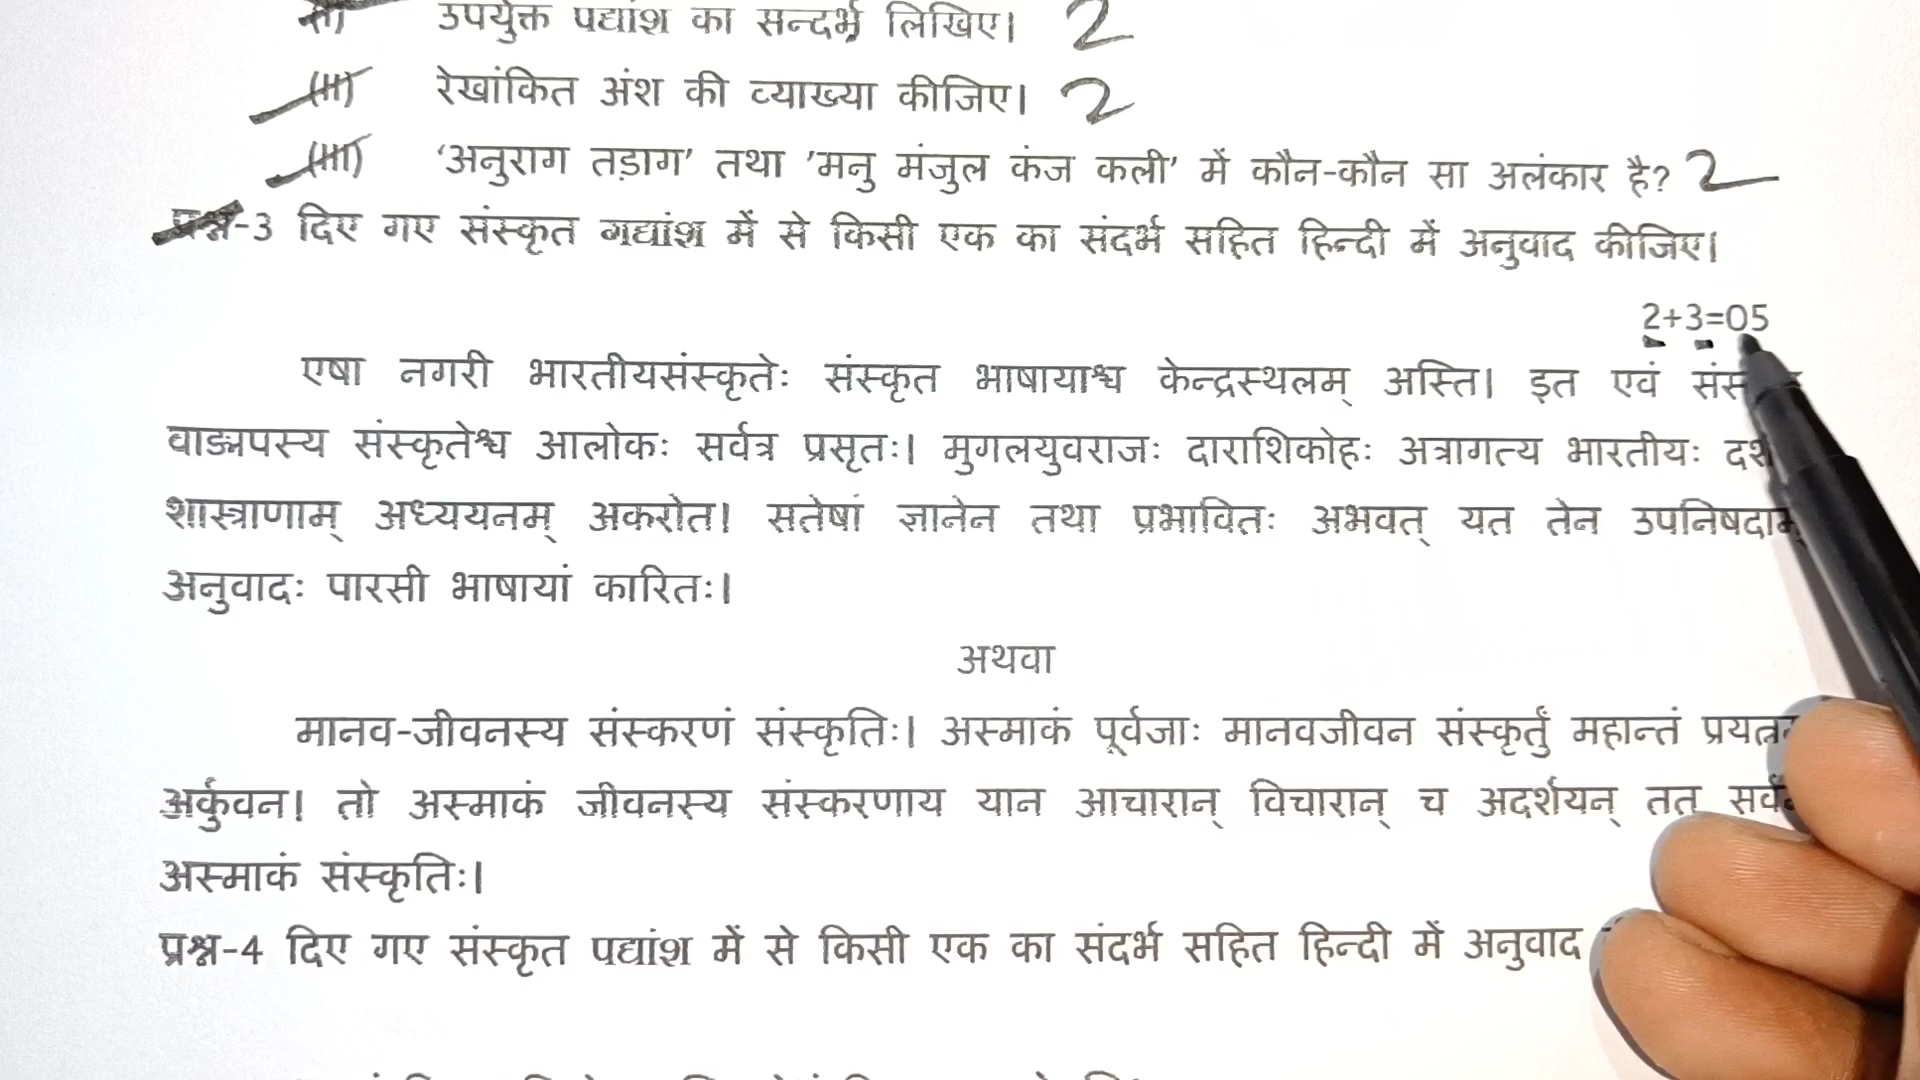 उपर्युक्त पद्यांश का सन्दर्भ लिखिए। 2
(II) रेखांकित अंश की व्याख्या कीजिए। 2
(III) ‘अनुराग तड़ाग’ तथा ’मनु मंजुल कंज कली’ में कौन-कौन सा अलंकार है? 2
प्रश्न-3 दिए गए संस्कृत गद्यांश में से किसी एक का संदर्भ सहित हिन्दी में अनुवाद कीजिए।
2+3=05
एषा नगरी भारतीयसंस्कृतेः संस्कृत भाषायाश्च केन्द्रस्थलम् अस्ति। इत एवं
संस्कृतेश्च आलोकः सर्वत्र प्रसृतः। मुगलयुवराजः दाराशिकोहः अत्रागत्य भारतीयः
शास्त्राणाम् अध्ययनम् अकरोत। सतेषां ज्ञानेन तथा प्रभावितः अभवत् यत तेन उपनिषदाम्
अनुवादः पारसी भाषायां कारितः।
अथवा
मानव-जीवनस्य संस्करणं संस्कृतिः। अस्माकं पूर्वजाः मानवजीवन संस्कृर्तुं महान्तं
अर्कुवन। तो अस्माकं जीवनस्य संस्करणाय यान आचारान् विचारान् च अदर्शयन् तत्
अस्माकं संस्कृतिः।
प्रश्न-4 दिए गए संस्कृत पद्यांश में से किसी एक का संदर्भ सहित हिन्दी में अनुवाद